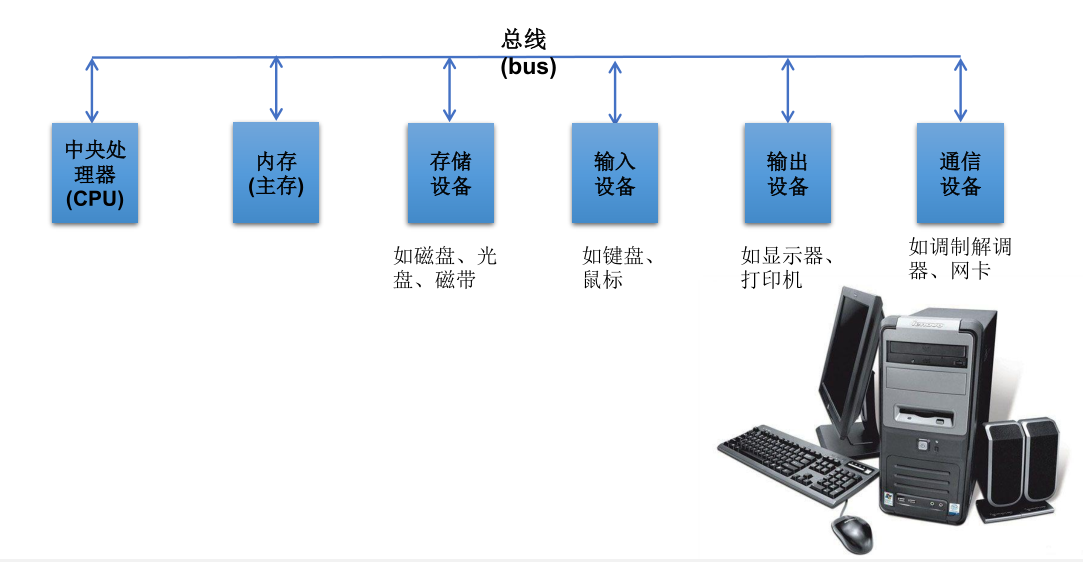 总线
(bus)
中央处
理器
(CPU)
内存
(主存)
存储
设备
输入
设备
输出
设备
通信
设备
如磁盘、光
盘、磁带
如键盘、
鼠标
如显示器、
打印机
如调制解调
器、网卡